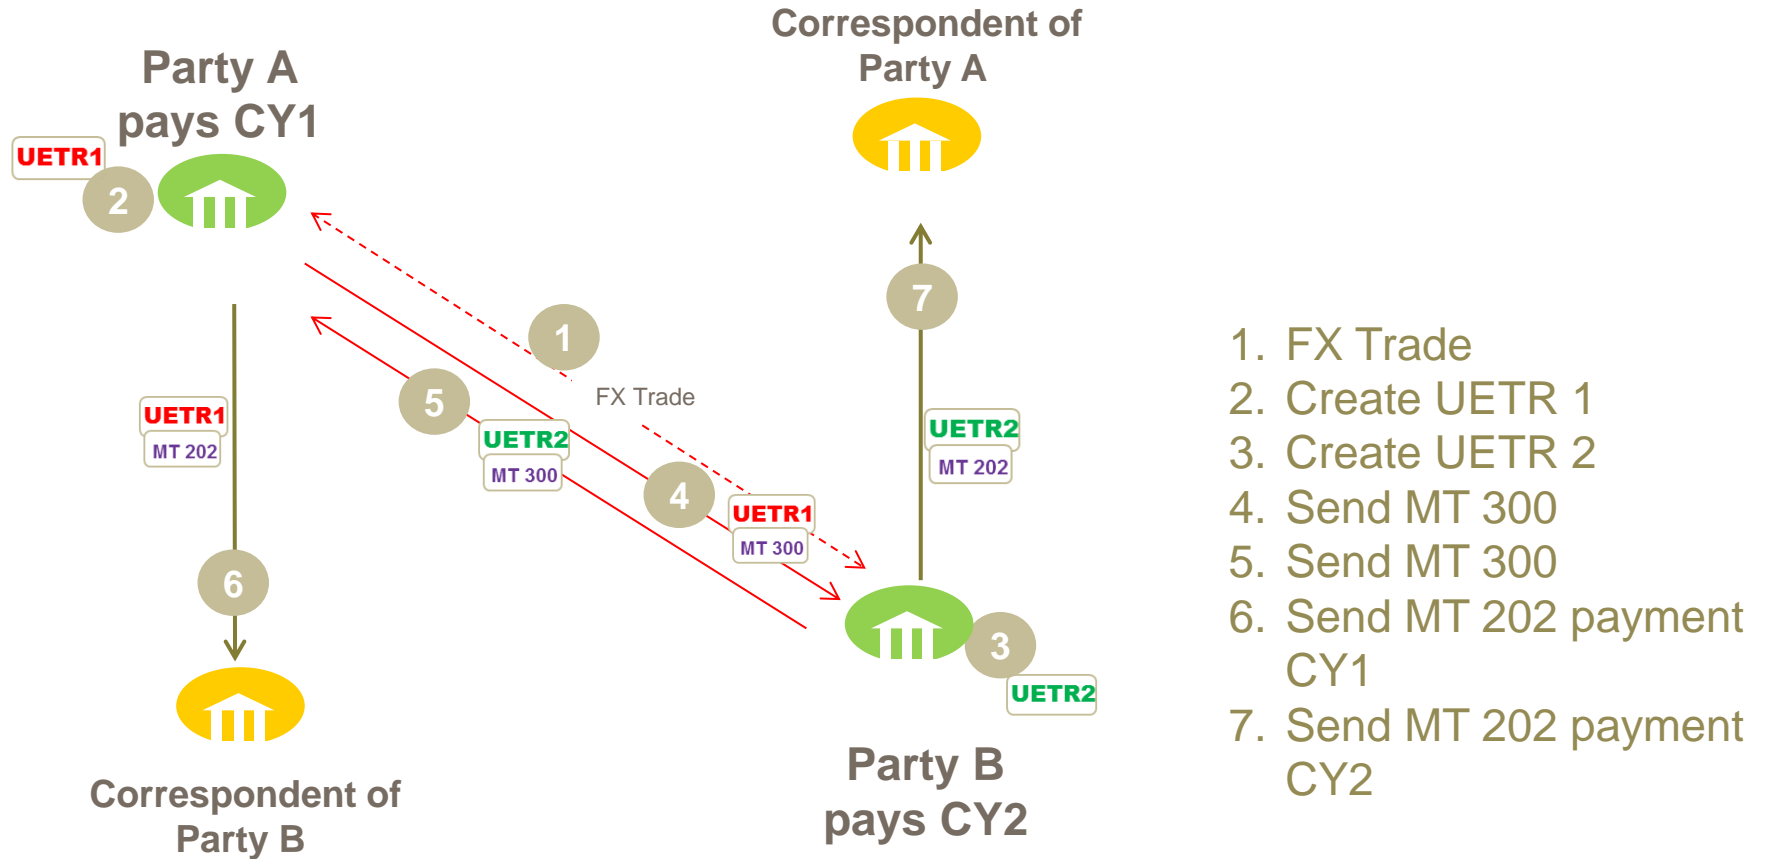 Correspondent of
Party A
Party A
pays CY1
UETR1
2
7
1
FX Trade
5
UETR1
MT 202
UETR2
MT 300
UETR2
MT 202
4
UETR1
MT 300
6
3
UETR2
Party B
pays CY2
Correspondent of
Party B
1. FX Trade
2. Create UETR 1
3. Create UETR 2
4. Send MT 300
5. Send MT 300
6. Send MT 202 payment
CY1
7. Send MT 202 payment
CY2